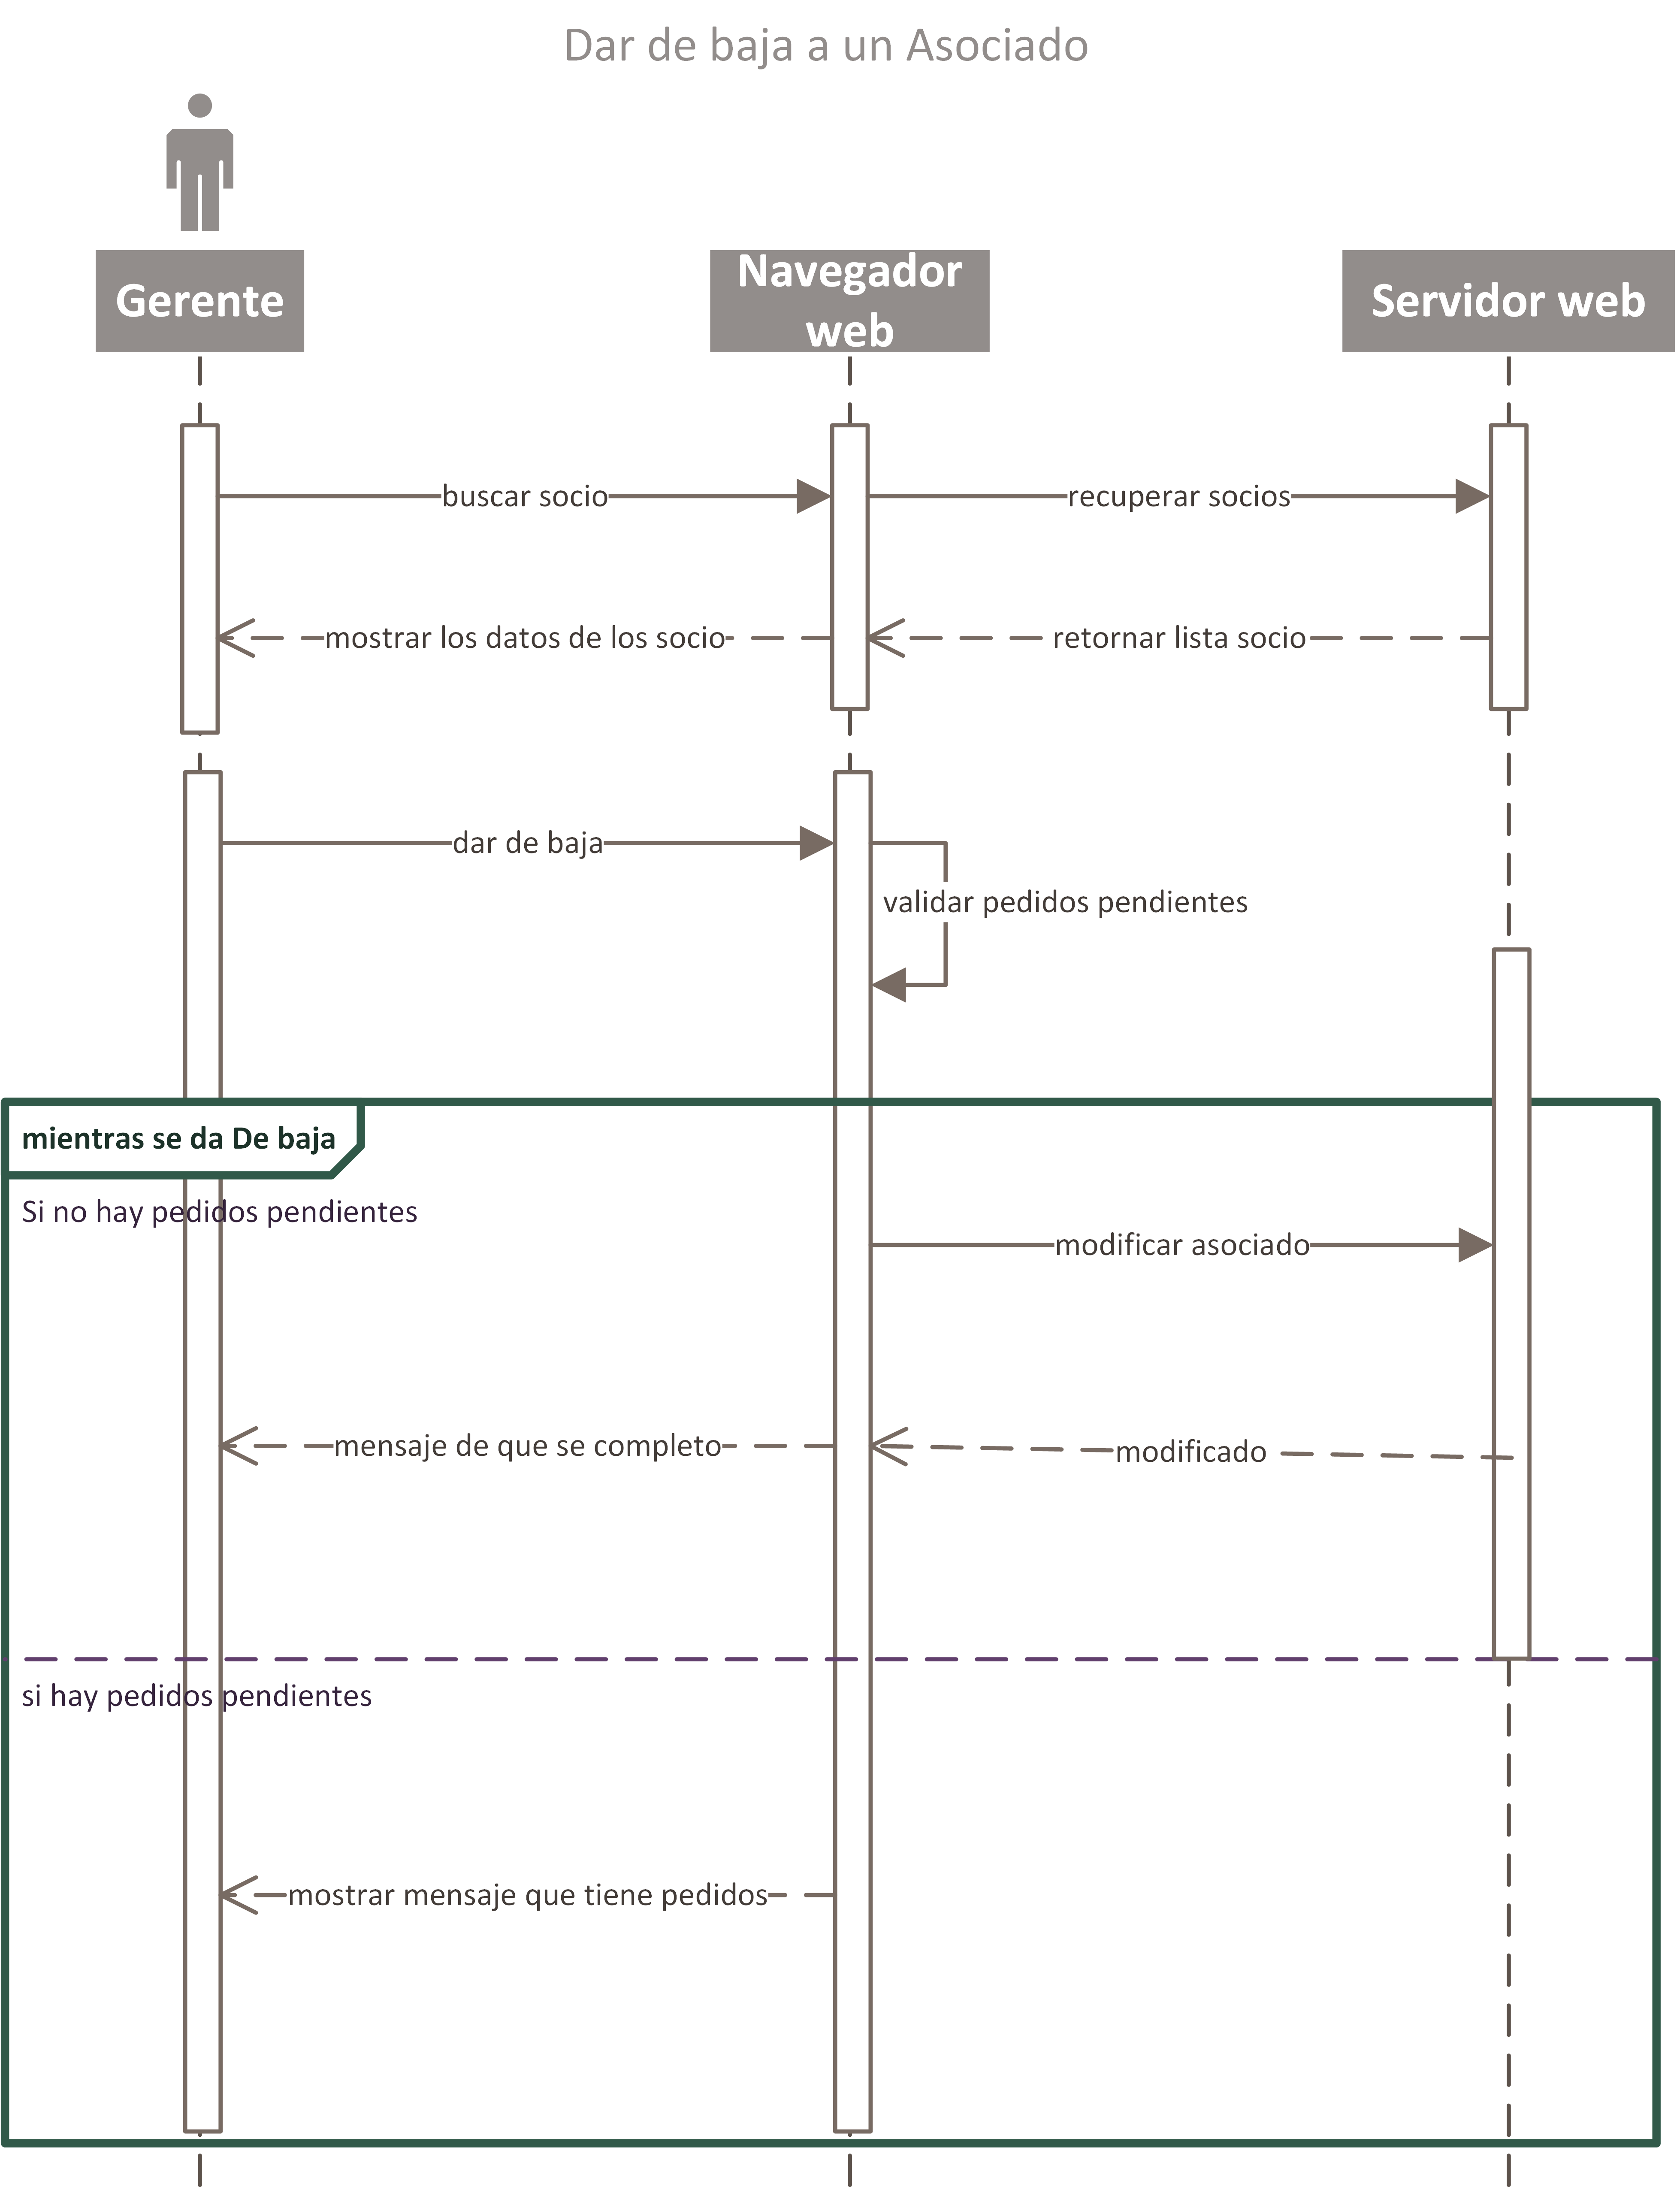 Dar de baja a un Asociado
Gerente
Navegador
web
Servidor web
buscar socio
recuperar socios
mostrar los datos de los socio
retornar lista socio
dar de baja
validar pedidos pendientes
mientras se da De baja
Si no hay pedidos pendientes
modificar asociado
mensaje de que se completo
modificado
si hay pedidos pendientes
mostrar mensaje que tiene pedidos